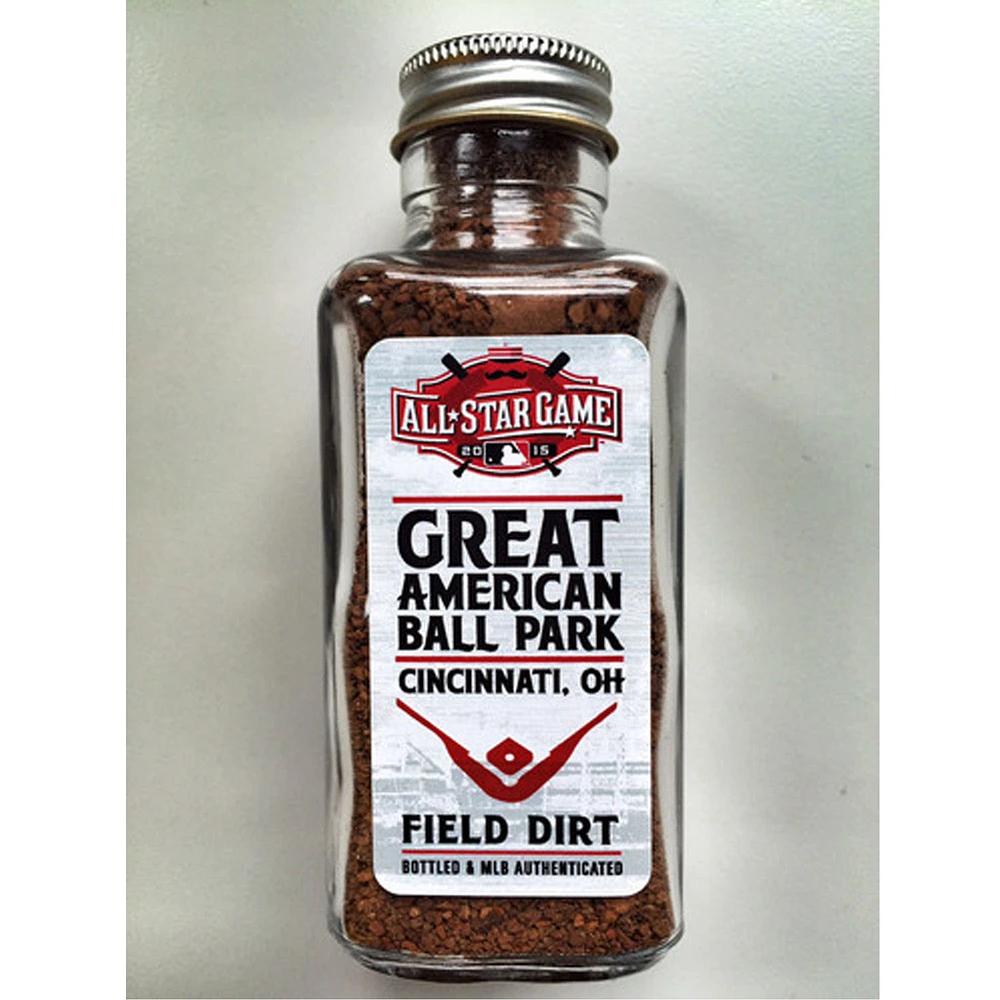 ALL★STAR GAME
20 15
GREAT
AMERICAN
BALL PARK
CINCINNATI, OH
FIELD DIRT
BOTTLED & MLB AUTHENTICATED